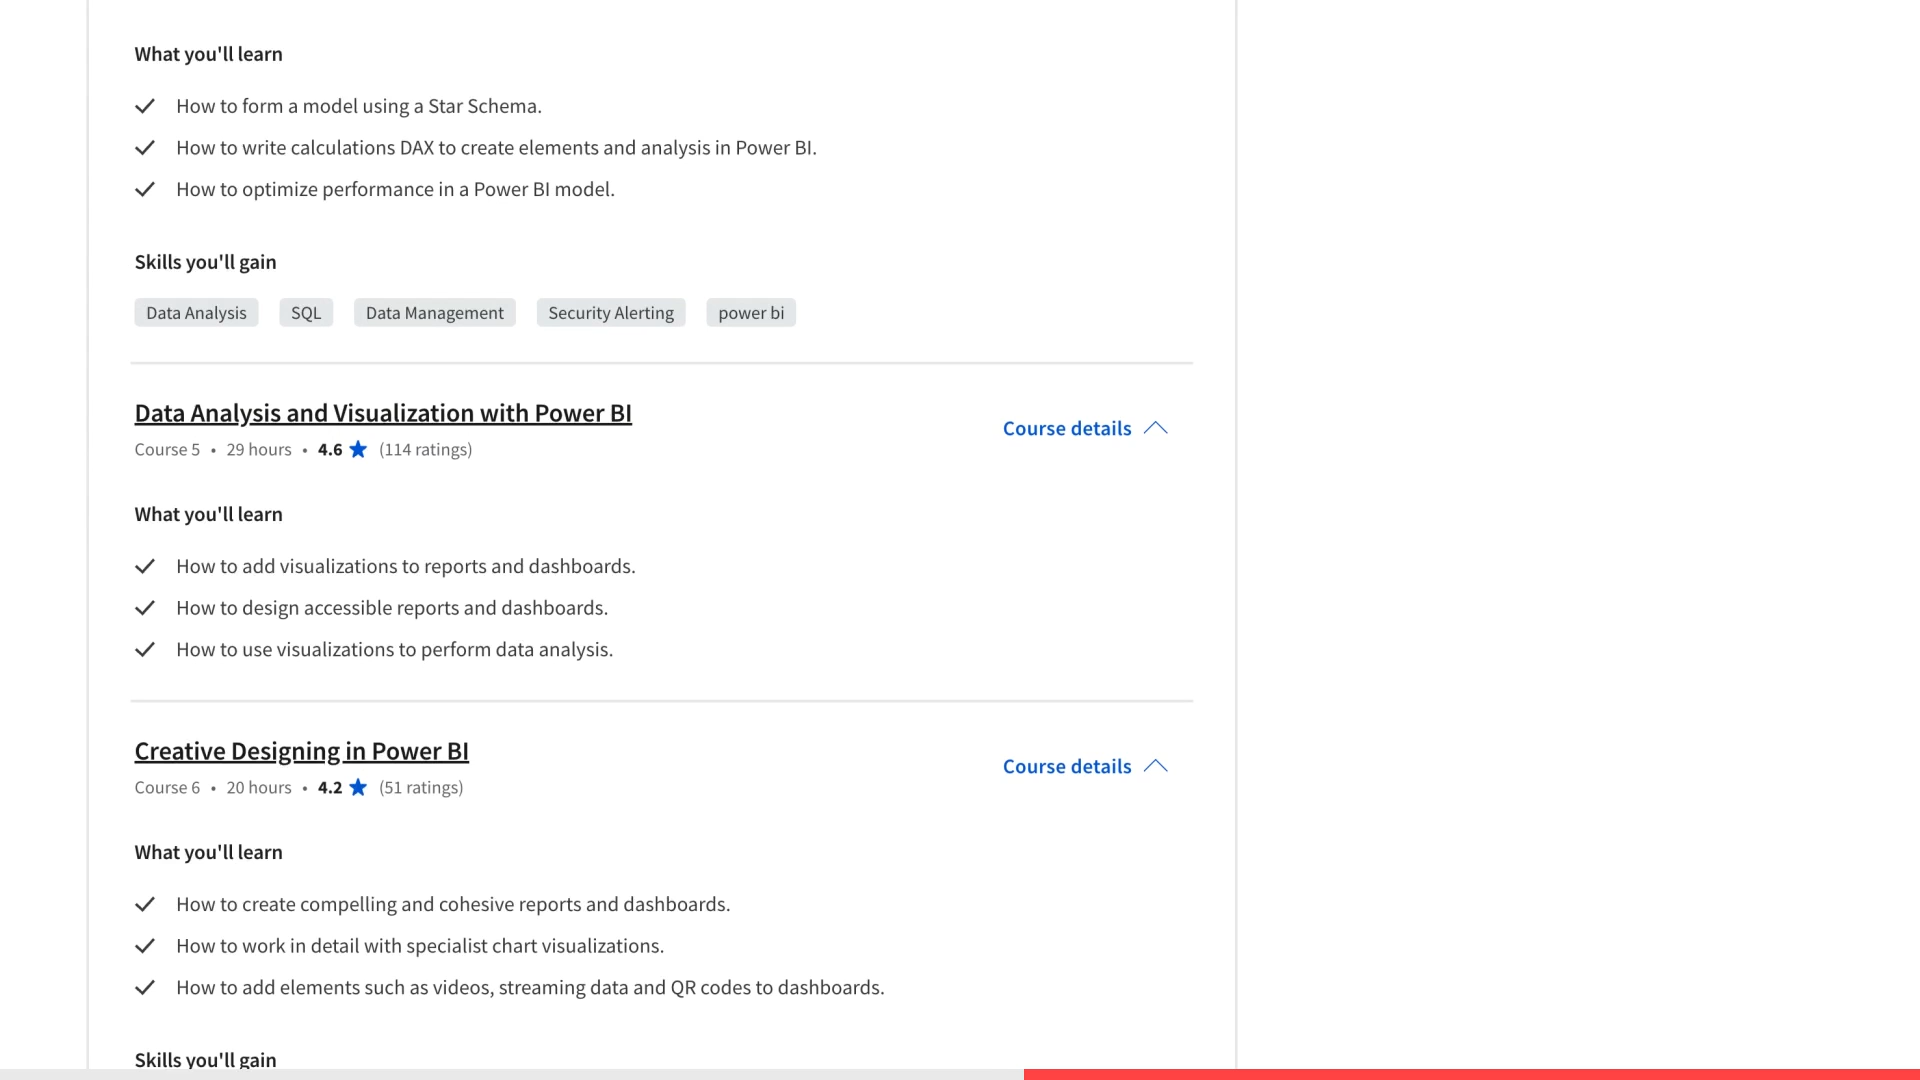 What you'll learn
How to form a model using a Star Schema.
How to write calculations DAX to create elements and analysis in Power BI.
How to optimize performance in a Power BI model.
Skills you'll gain
Data Analysis SQL Data Management Security Alerting power bi
Data Analysis and Visualization with Power BI
Course details
Course 5 • 29 hours • 4.6 ★ (114 ratings)
What you'll learn
How to add visualizations to reports and dashboards.
How to design accessible reports and dashboards.
How to use visualizations to perform data analysis.
Creative Designing in Power BI
Course details
Course 6 • 20 hours • 4.2 ★ (51 ratings)
What you'll learn
How to create compelling and cohesive reports and dashboards.
How to work in detail with specialist chart visualizations.
How to add elements such as videos, streaming data and QR codes to dashboards.
Skills you'll gain